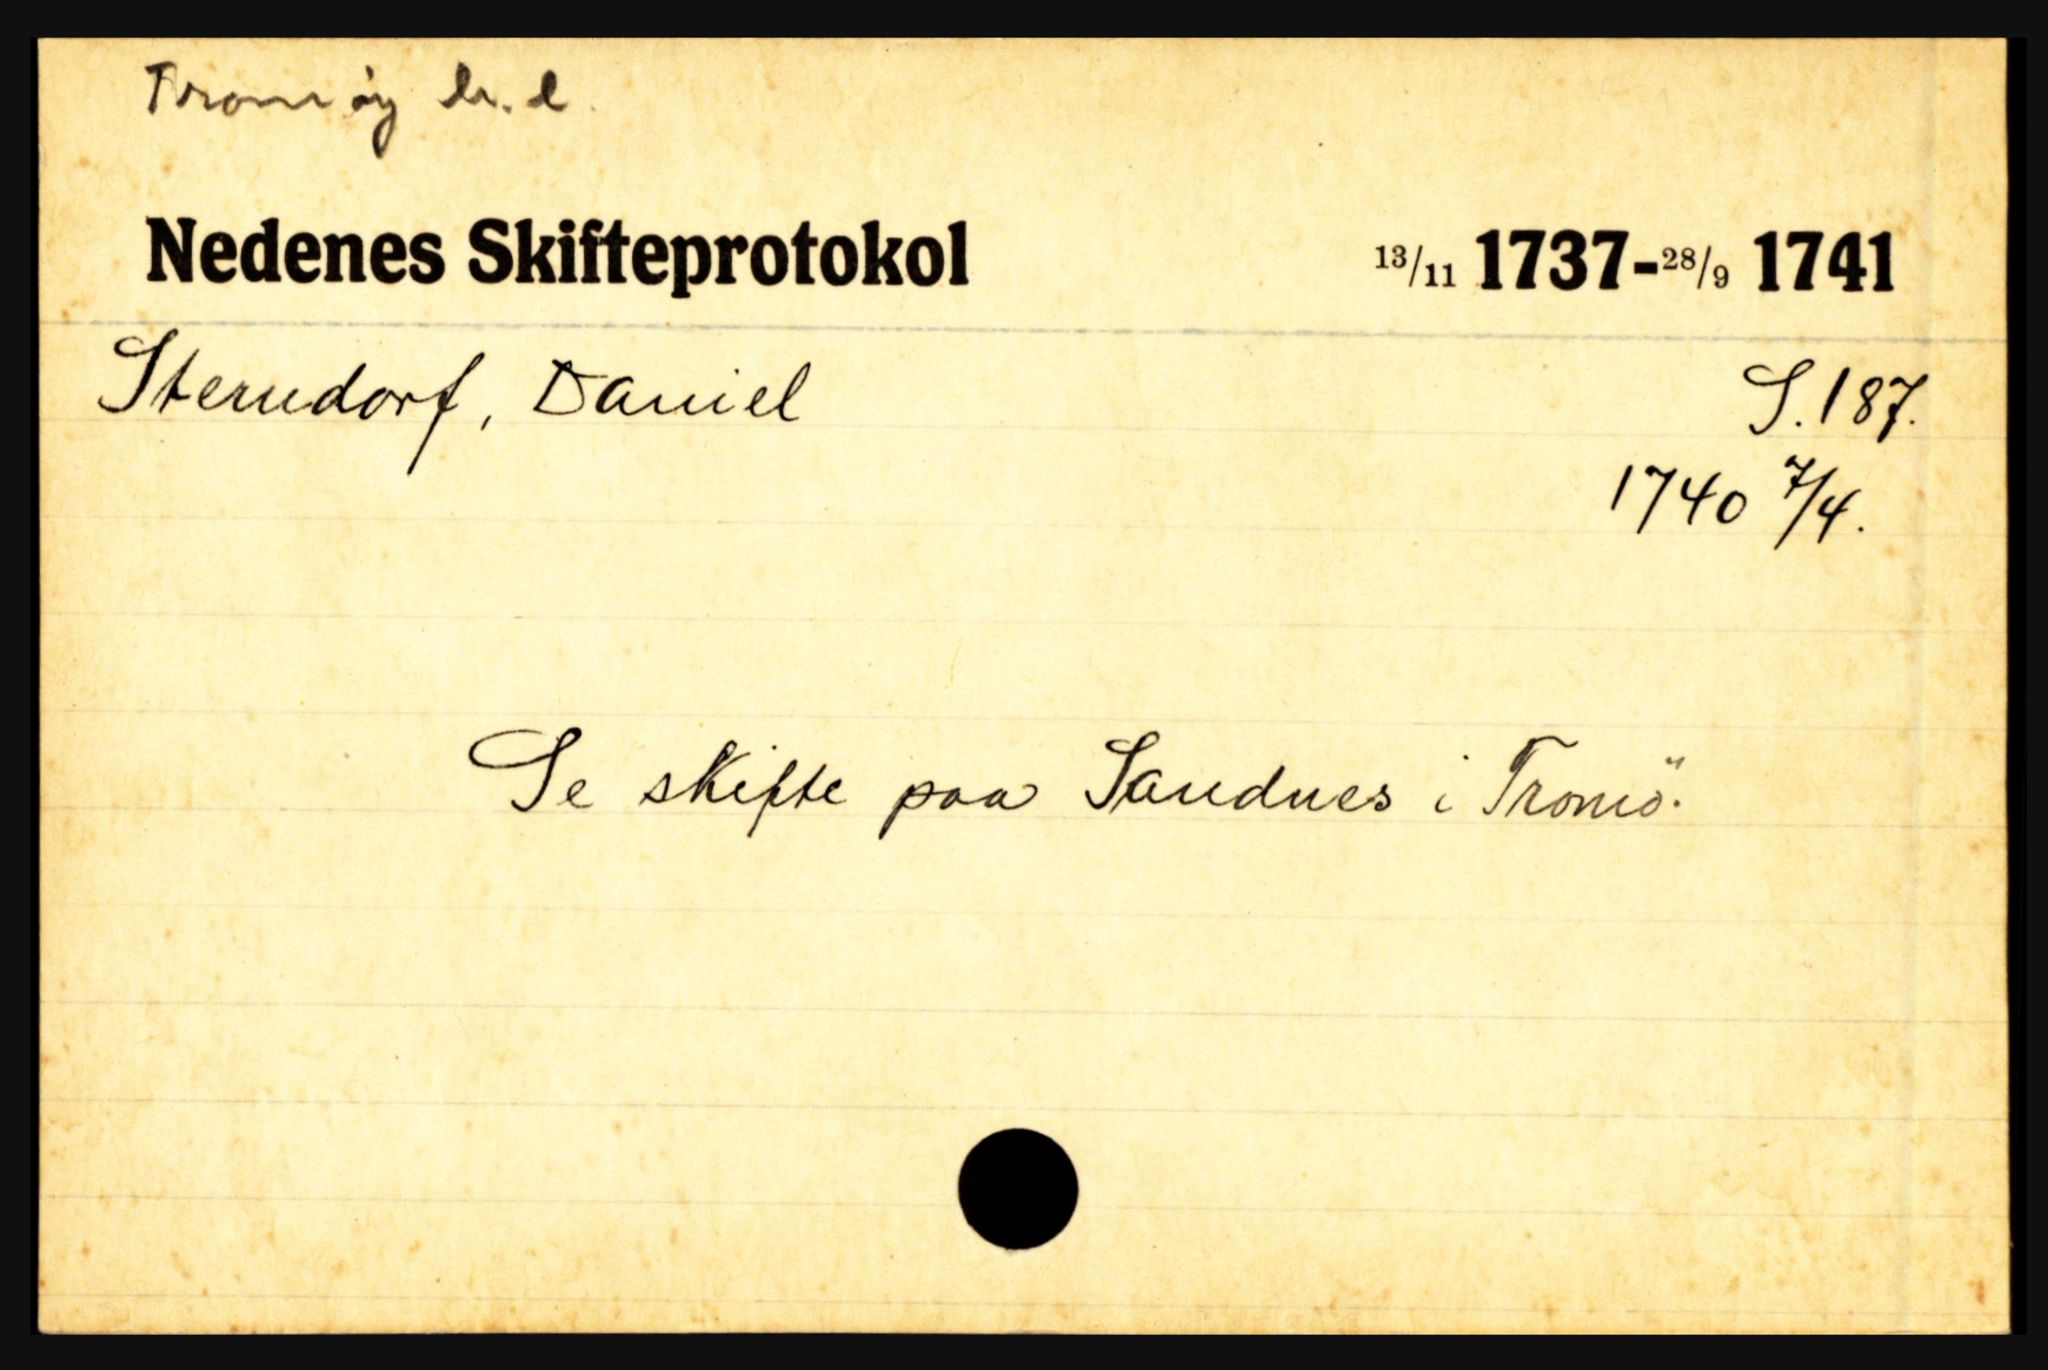 Tromøy h.l.
Nedenes Skifteprotokol 13/11 1737-28/9 1741
Sterndorf, Daniel S. 187.
1740 7/4.
Se skifte paa Sandnes i Tromö.